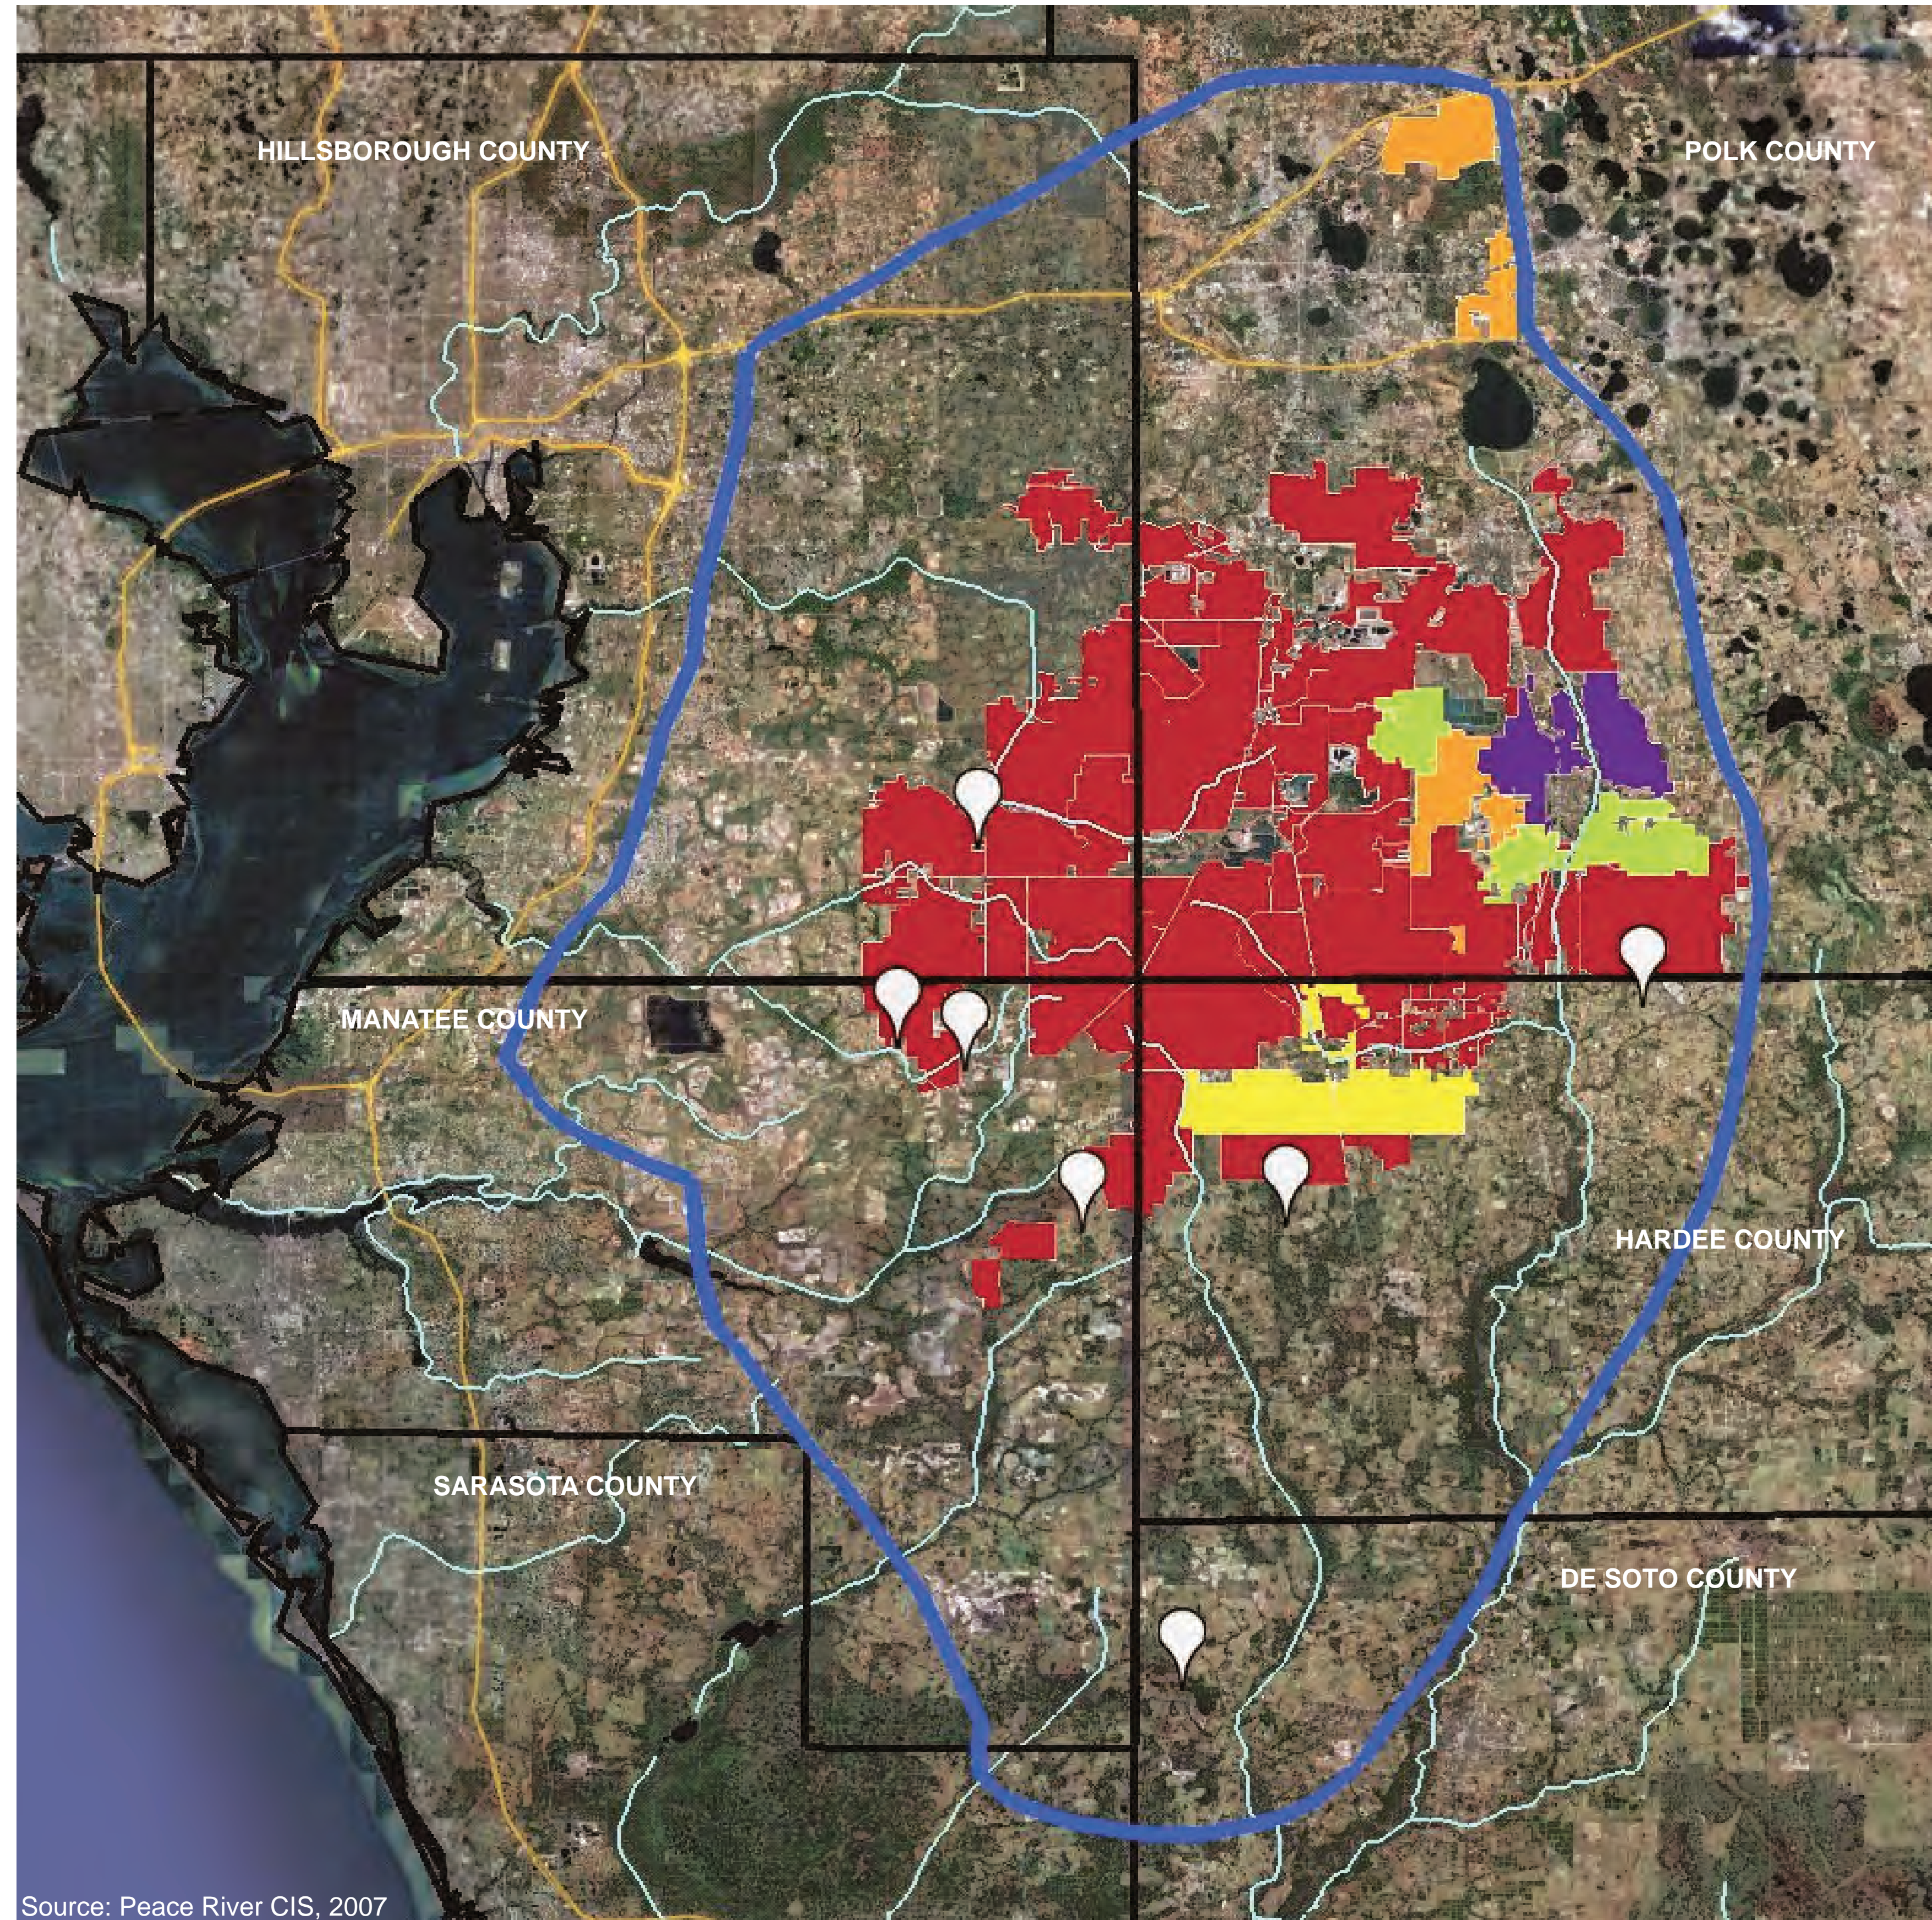 HILLSBOROUGH COUNTY
POLK COUNTY
MANATEE COUNTY
HARDEE COUNTY
SARASOTA COUNTY
DE SOTO COUNTY
Source: Peace River CIS, 2007